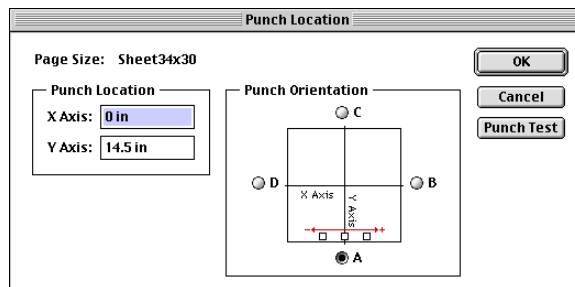 Punch Location
Page Size: Sheet34x30
OK
Cancel
Punch Test
Punch Location
X Axis: 0 in
Y Axis: 14.5 in
Punch Orientation
C
D
B
X Axis
Y Axis
- +
A